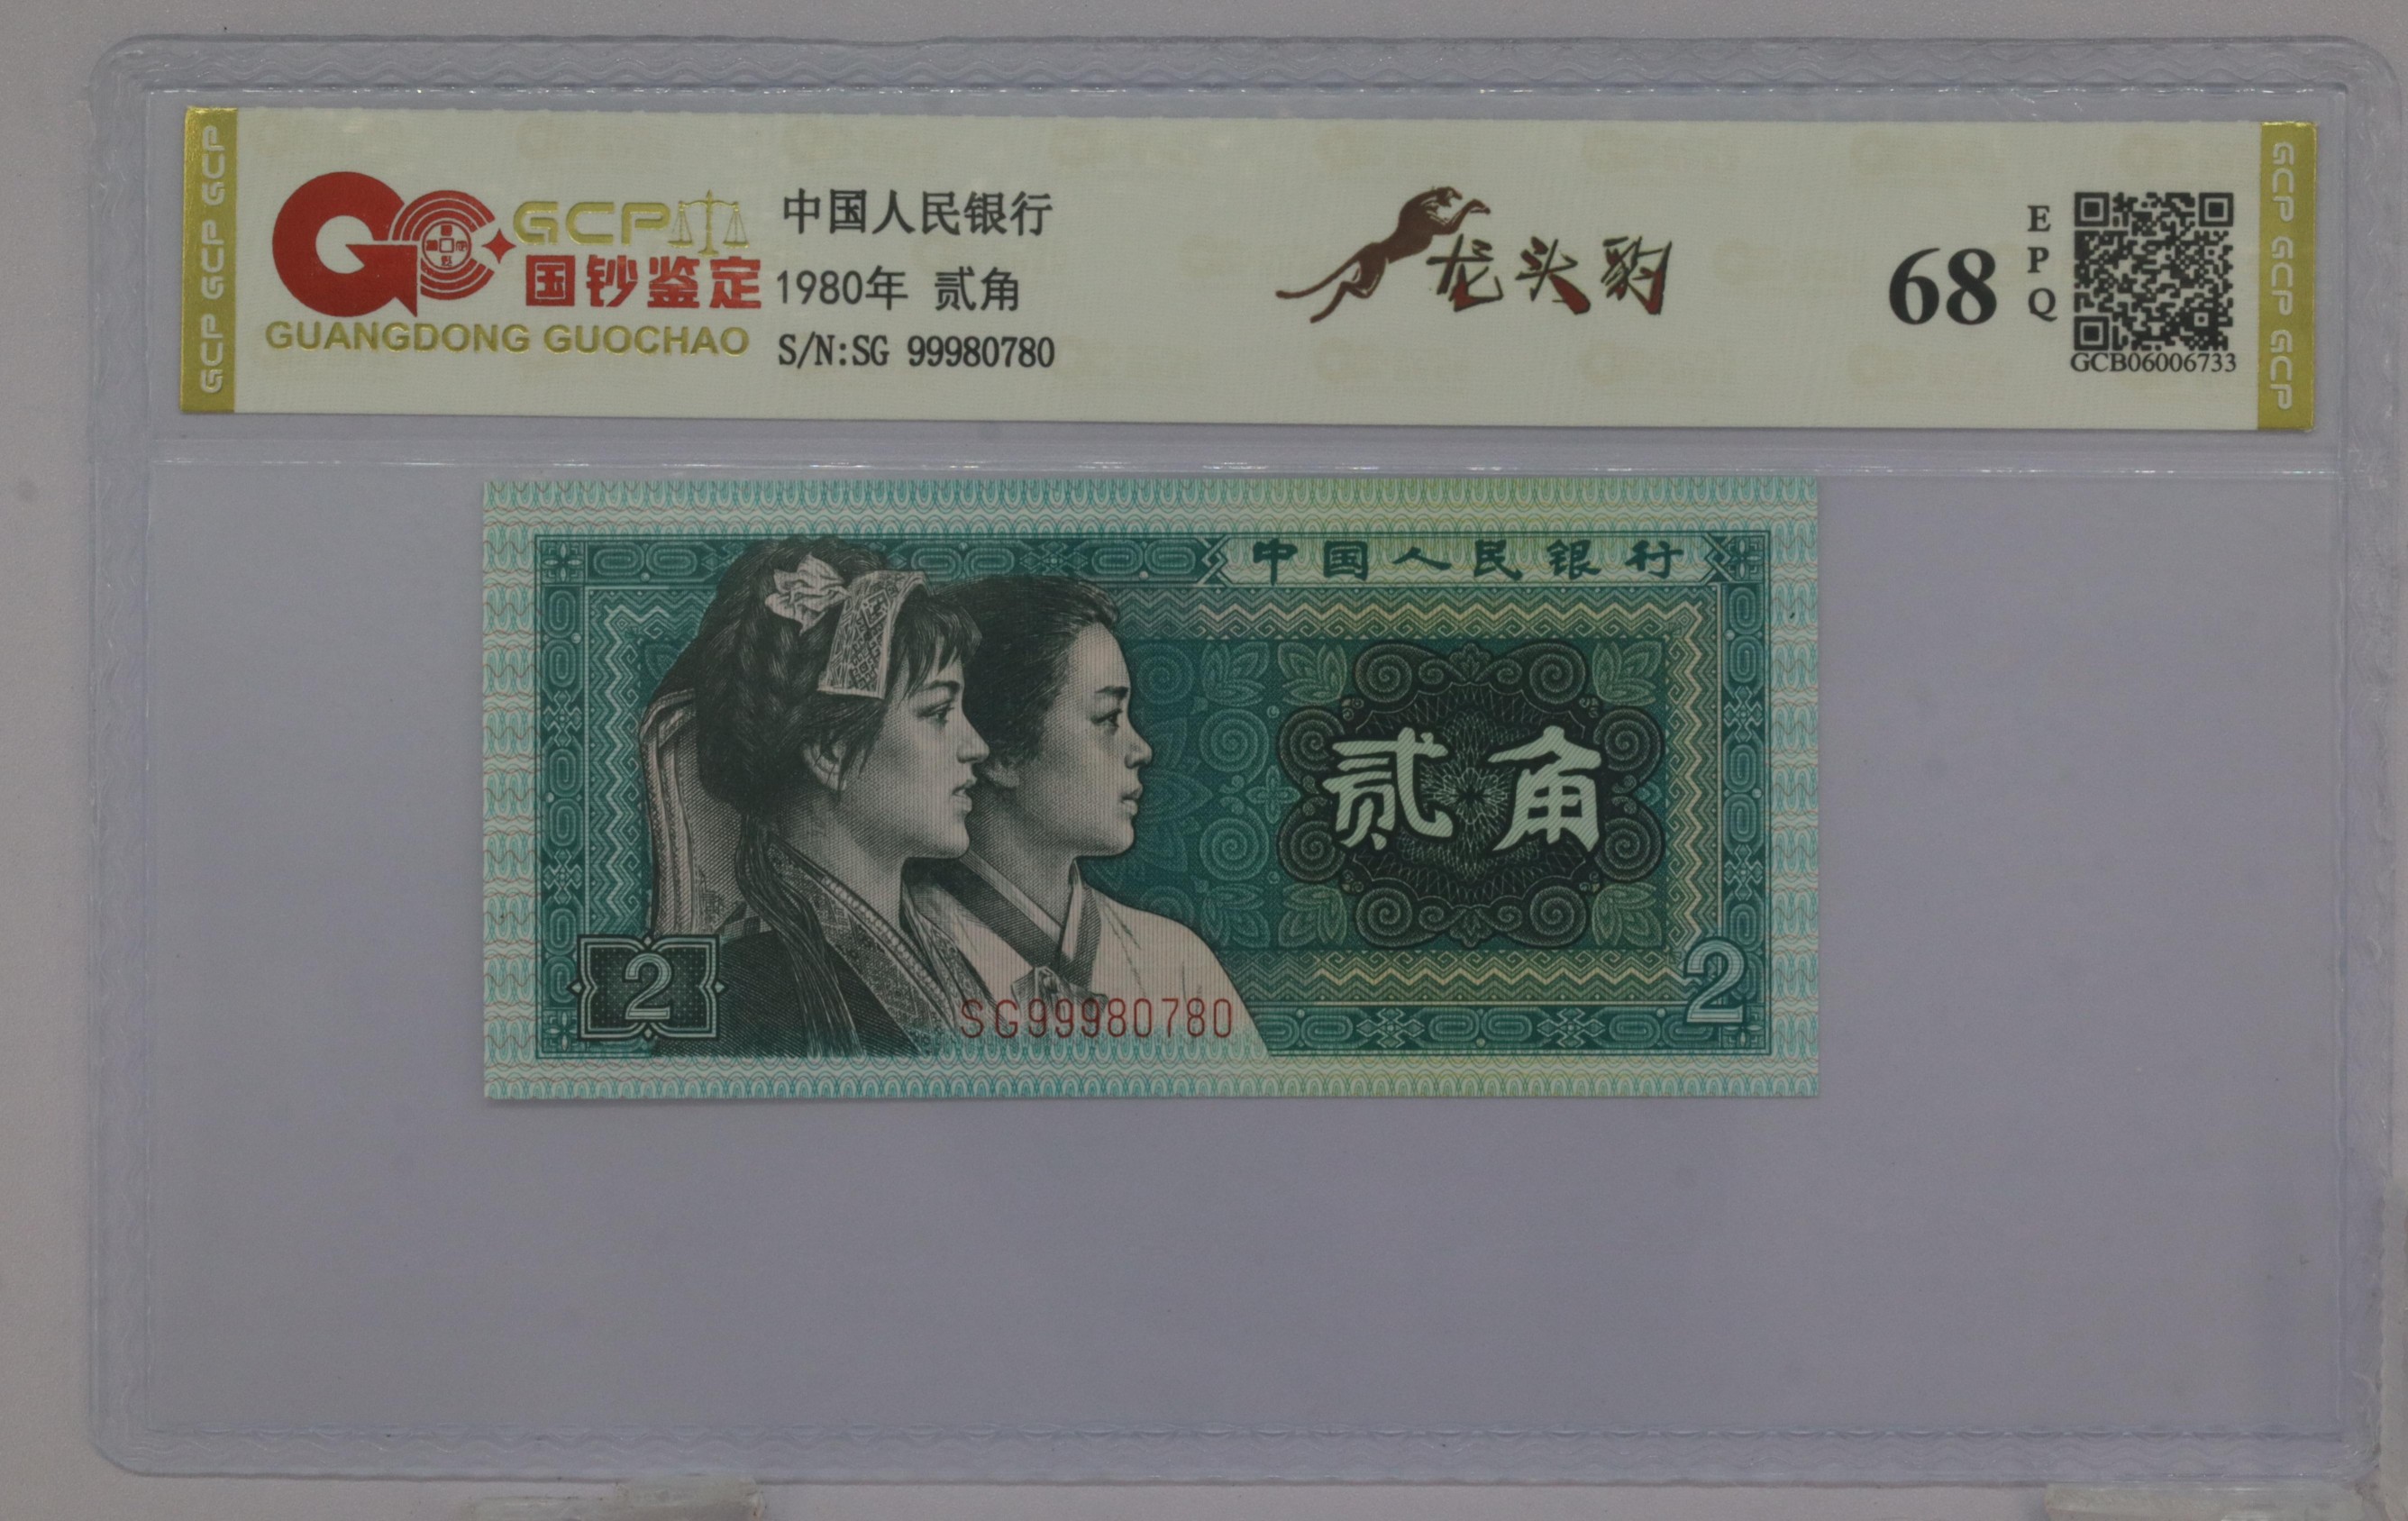 GCP GCP GCP
GCP
国钞鉴定
GUANGDONG GUOCHAO
中国人民银行
1980年 贰角
S/N:SG 99980780
龙头豹
68
EPQ
GCB06006733
GCP GCP GCP
中国人民银行
贰角
2
SG99980780
2